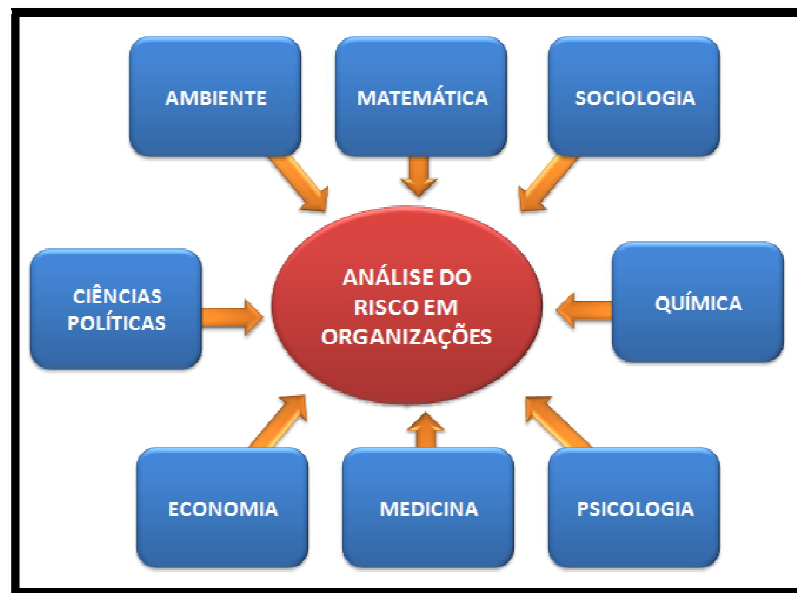 AMBIENTE
MATEMÁTICA
SOCIOLOGIA
CIÊNCIAS
POLÍTICAS
ANÁLISE DO
RISCO EM
ORGANIZAÇÕES
QUÍMICA
ECONOMIA
MEDICINA
PSICOLOGIA